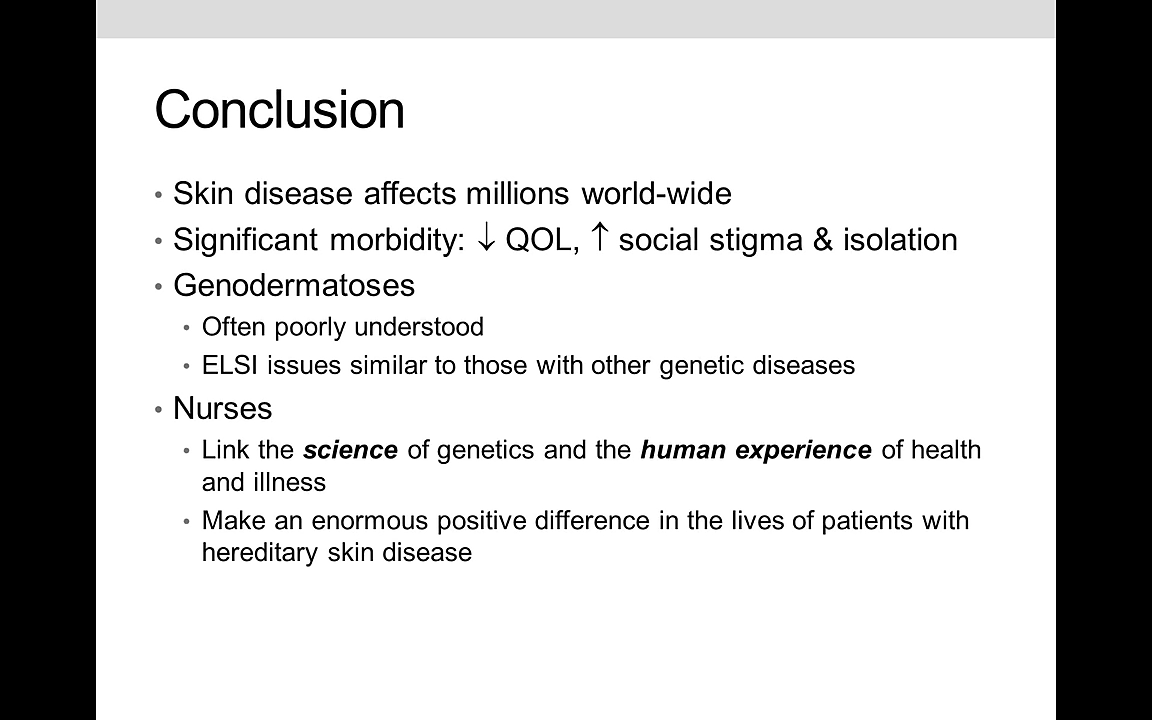 Conclusion
• Skin disease affects millions world-wide
• Significant morbidity: ↓ QOL, ↑ social stigma & isolation
• Genodermatoses
• Often poorly understood
• ELSI issues similar to those with other genetic diseases
• Nurses
• Link the science of genetics and the human experience of health
and illness
• Make an enormous positive difference in the lives of patients with
hereditary skin disease